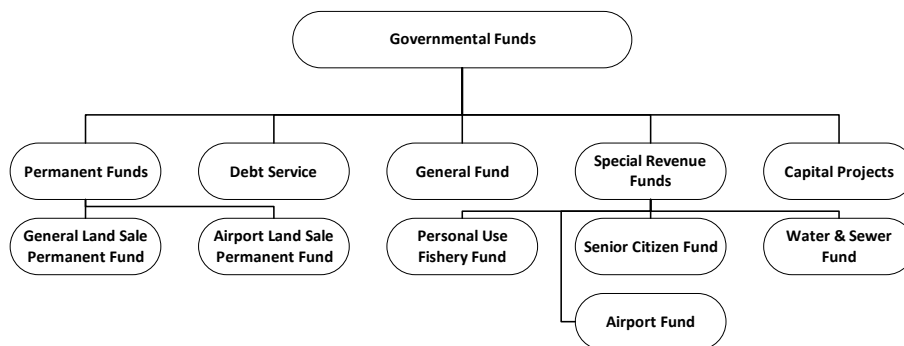 Governmental Funds
Permanent Funds
Debt Service
General Fund
Special Revenue
Funds
Capital Projects
General Land Sale
Permanent Fund
Airport Land Sale
Permanent Fund
Personal Use
Fishery Fund
Senior Citizen Fund
Water & Sewer
Fund
Airport Fund